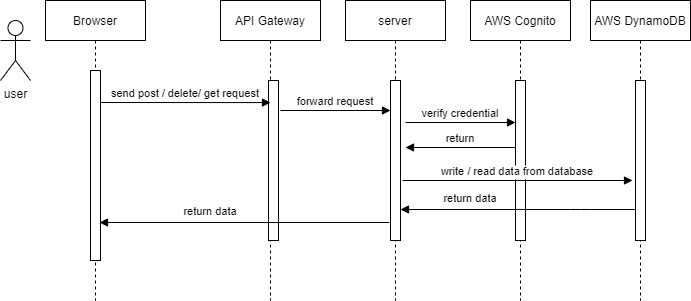 Browser
API Gateway
server
AWS Cognito
AWS DynamoDB
user
send post / delete/ get request
forward request
verify credential
return
write / read data from database
return data
return data